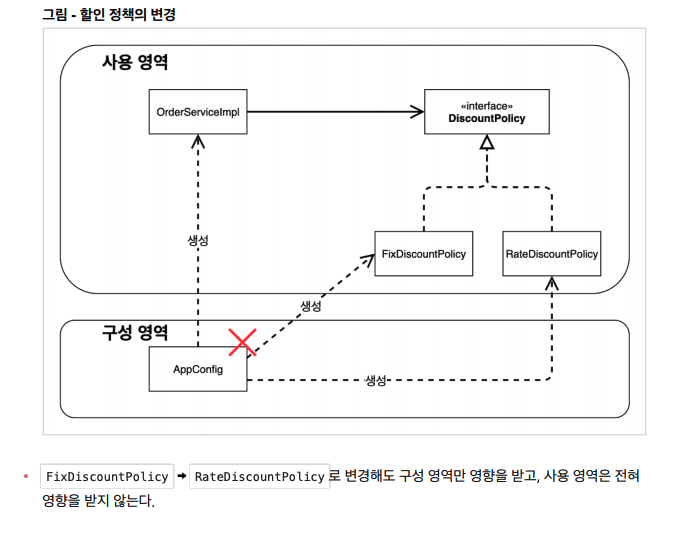 그림 - 할인 정책의 변경
사용 영역
OrderServiceImpl
«interface»
DiscountPolicy
생성
FixDiscountPolicy
RateDiscountPolicy
생성
구성 영역
AppConfig
생성
FixDiscountPolicy ➡ RateDiscountPolicy 로 변경해도 구성 영역만 영향을 받고, 사용 영역은 전혀
영향을 받지 않는다.